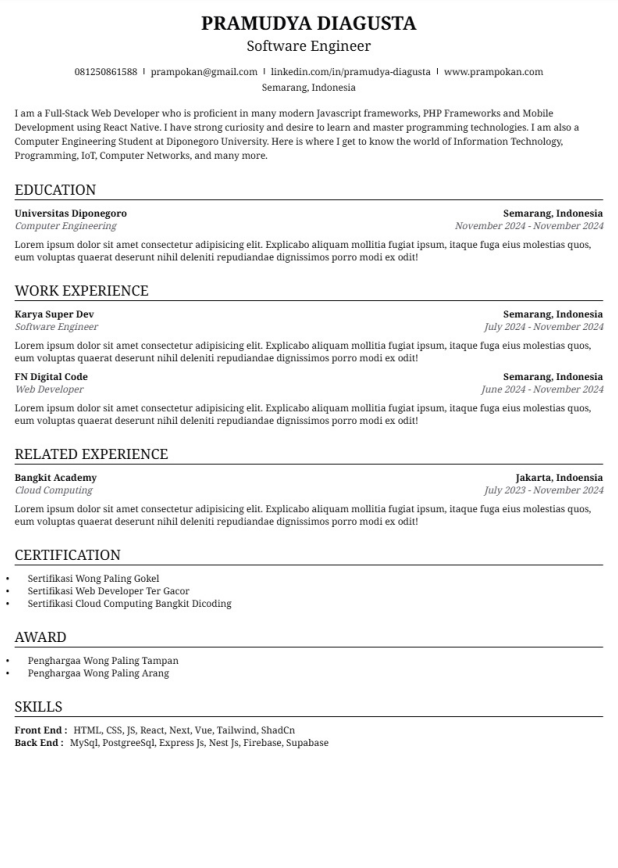 PRAMUDYA DIAGUSTA
Software Engineer
081250861588 | prampokan@gmail.com | linkedin.com/in/pramudya-diagusta | www.prampokan.com
Semarang, Indonesia
I am a Full-Stack Web Developer who is proficient in many modern Javascript frameworks, PHP Frameworks and Mobile
Development using React Native. I have strong curiosity and desire to learn and master programming technologies. I am also a
Computer Engineering Student at Diponegoro University. Here is where I get to know the world of Information Technology,
Programming, IoT, Computer Networks, and many more.
EDUCATION
Universitas Diponegoro Semarang, Indonesia
Computer Engineering November 2024 - November 2024
Lorem ipsum dolor sit amet consectetur adipisicing elit. Explicabo aliquam mollitia fugiat ipsum, itaque fuga eius molestias quos,
eum voluptas quaerat deserunt nihil deleniti repudiandae dignissimos porro modi ex odit!
WORK EXPERIENCE
Karya Super Dev Semarang, Indonesia
Software Engineer July 2024 - November 2024
Lorem ipsum dolor sit amet consectetur adipisicing elit. Explicabo aliquam mollitia fugiat ipsum, itaque fuga eius molestias quos,
eum voluptas quaerat deserunt nihil deleniti repudiandae dignissimos porro modi ex odit!
FN Digital Code Semarang, Indonesia
Web Developer June 2024 - November 2024
Lorem ipsum dolor sit amet consectetur adipisicing elit. Explicabo aliquam mollitia fugiat ipsum, itaque fuga eius molestias quos,
eum voluptas quaerat deserunt nihil deleniti repudiandae dignissimos porro modi ex odit!
RELATED EXPERIENCE
Bangkit Academy Jakarta, Indoensia
Cloud Computing July 2023 - November 2024
Lorem ipsum dolor sit amet consectetur adipisicing elit. Explicabo aliquam mollitia fugiat ipsum, itaque fuga eius molestias quos,
eum voluptas quaerat deserunt nihil deleniti repudiandae dignissimos porro modi ex odit!
CERTIFICATION
• Sertifikasi Wong Paling Gokel
• Sertifikasi Web Developer Ter Gacor
• Sertifikasi Cloud Computing Bangkit Dicoding
AWARD
• Penghargaa Wong Paling Tampan
• Penghargaa Wong Paling Arang
SKILLS
Front End : HTML, CSS, JS, React, Next, Vue, Tailwind, ShadCn
Back End : MySql, PostgreeSql, Express Js, Nest Js, Firebase, Supabase